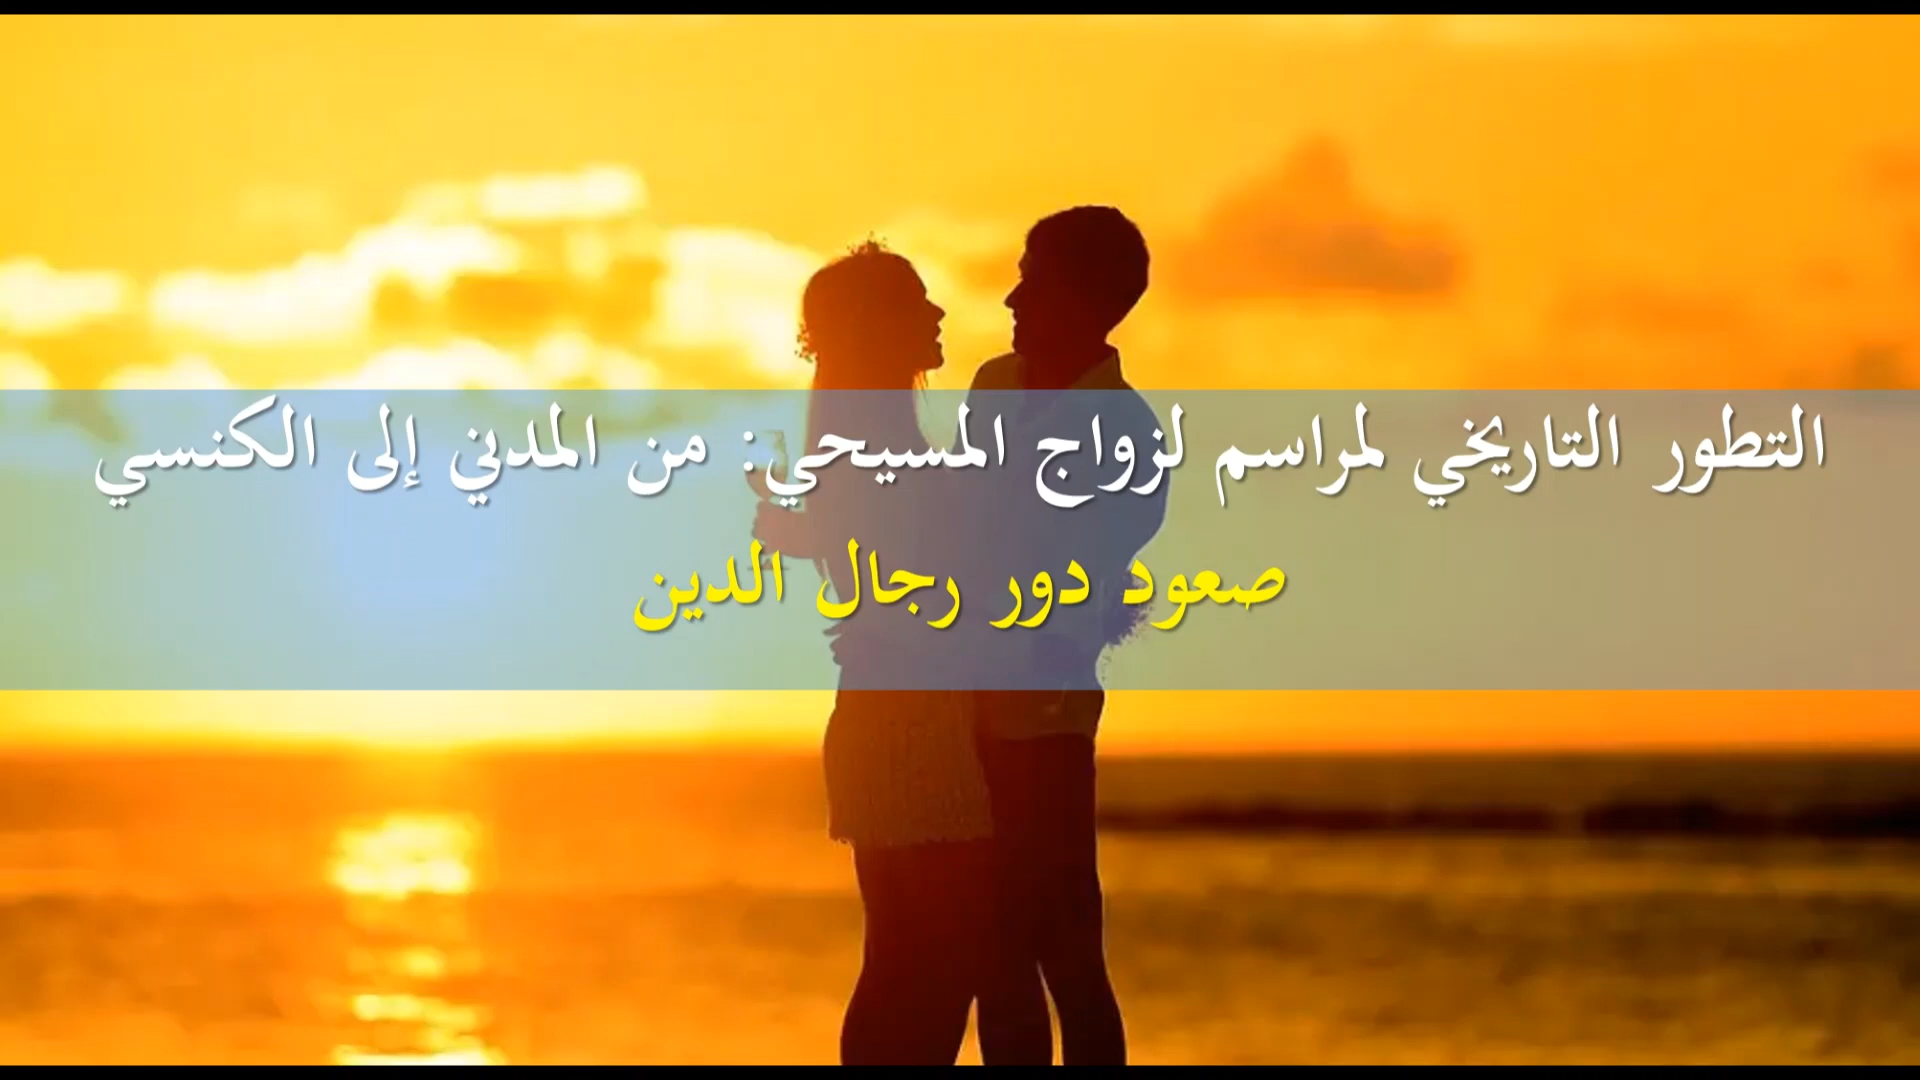 التطور التاريخي لمراسم لزواج المسيحي: من المدني إلى الكنسي
صعود دور رجال الدين